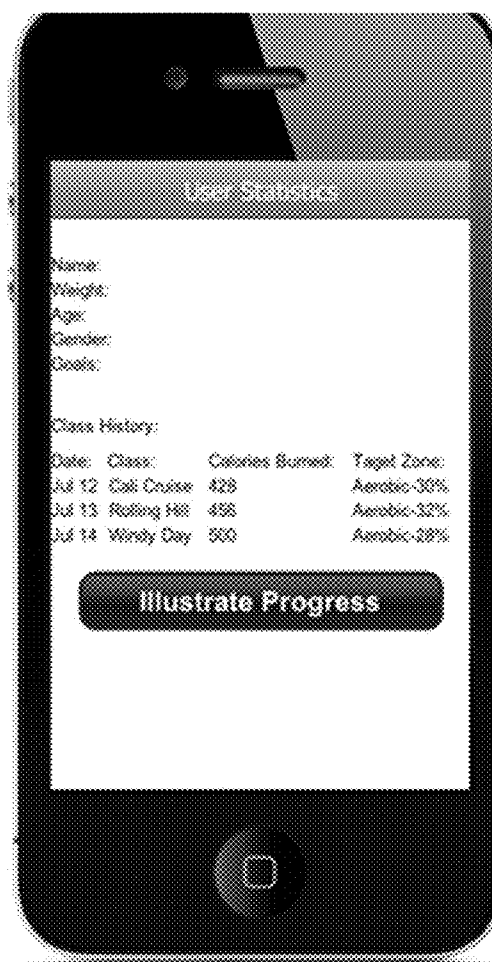 User Statistics
Name:
Weight:
Age:
Gender:
Goals:
Class History:
Date: Class: Calories Burned: Taget Zone:
Jul 12 Cali Cruise 428 Aerobic-30%
Jul 13 Rolling Hill 456 Aerobic-32%
Jul 14 Windy Day 500 Aerobic-28%
Illustrate Progress